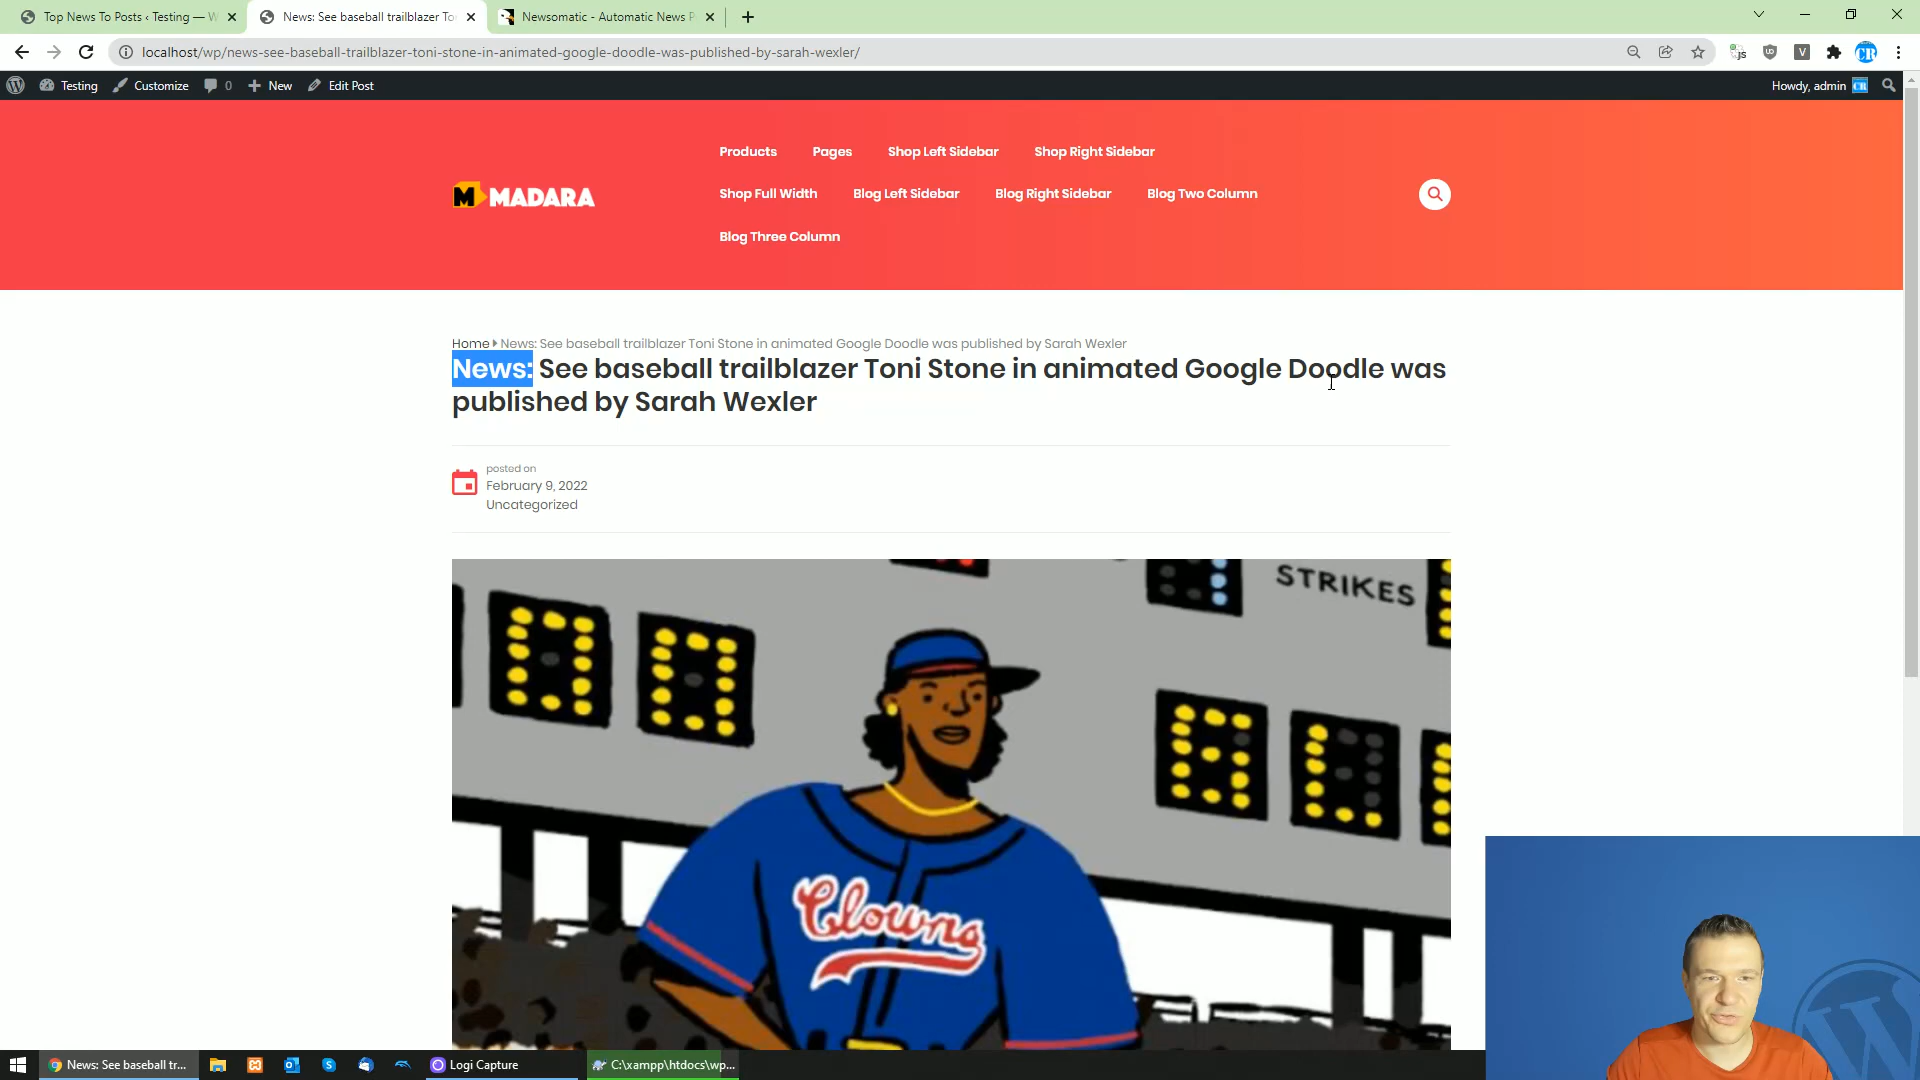 Top News To Posts ‹ Testing — W
News: See baseball trailblazer To
Newsomatic - Automatic News P
localhost/wp/news-see-baseball-trailblazer-toni-stone-in-animated-google-doodle-was-published-by-sarah-wexler/
Testing
Customize
0
New
Edit Post
Howdy, admin
Products
Pages
Shop Left Sidebar
Shop Right Sidebar
MADARA
Shop Full Width
Blog Left Sidebar
Blog Right Sidebar
Blog Two Column
Blog Three Column
Home News: See baseball trailblazer Toni Stone in animated Google Doodle was published by Sarah Wexler
News: See baseball trailblazer Toni Stone in animated Google Doodle was
published by Sarah Wexler
posted on
February 9, 2022
Uncategorized
STRIKES
Clowns
News: See baseball tr...
Logi Capture
C:\xampp\htdocs\wp...